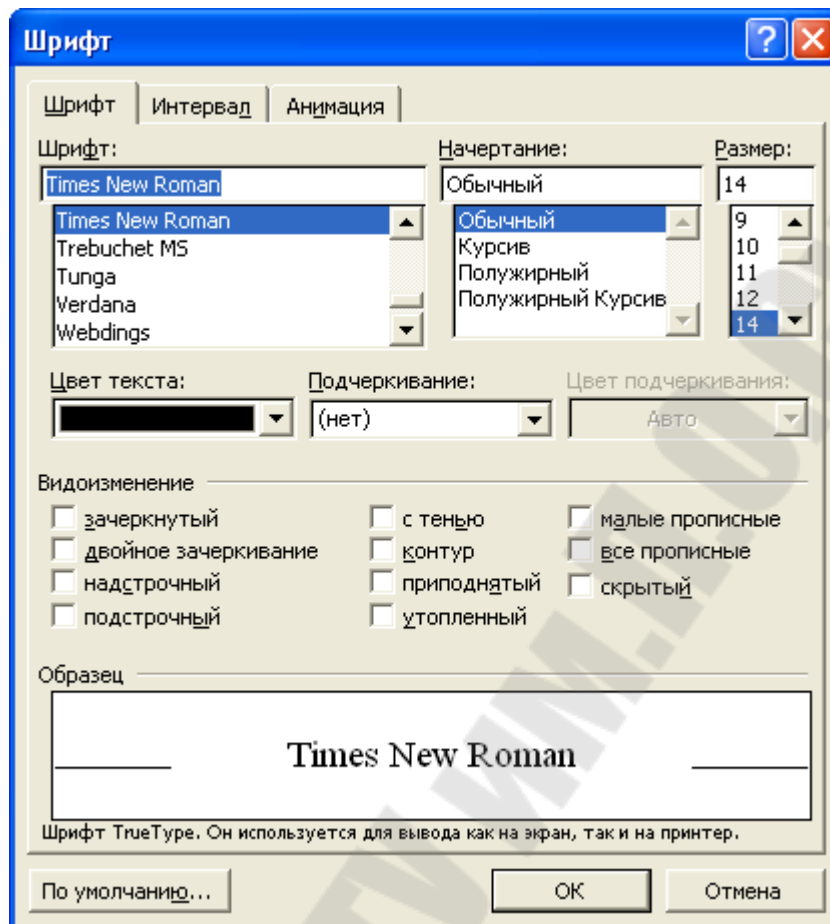 Шрифт
Шрифт Интервал Анимация
Шрифт: Начертание: Размер:
Times New Roman Обычный 14
Times New Roman Обычный 9
Trebuchet MS Курсив 10
Tunga Полужирный 11
Verdana Полужирный Курсив 12
Webdings 14
Цвет текста: Подчеркивание: Цвет подчеркивания:
(нет) Авто
Видоизменение
зачеркнутый с тенью малые прописные
двойное зачеркивание контур все прописные
надстрочный приподнятый скрытый
подстрочный утопленный
Образец
Times New Roman
Шрифт TrueType. Он используется для вывода как на экран, так и на принтер.
По умолчанию... ОК Отмена